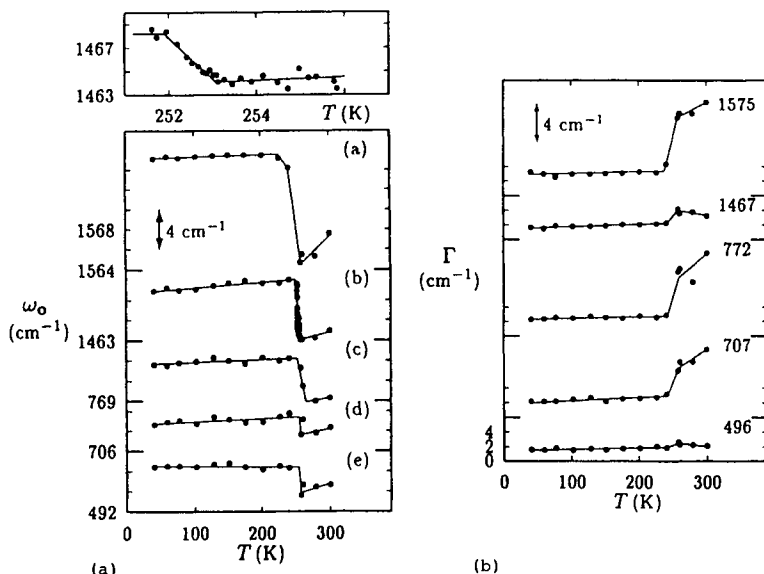 1467
1463
252
254
T (K)
(a)
4 cm⁻¹
1568
1564
(b)
ω₀
(cm⁻¹)
1463
(c)
769
(d)
706
(e)
492
0
100
200
300
T (K)
(a)
4 cm⁻¹
1575
1467
Γ
(cm⁻¹)
772
707
496
4
2
0
0
100
200
300
T (K)
(b)